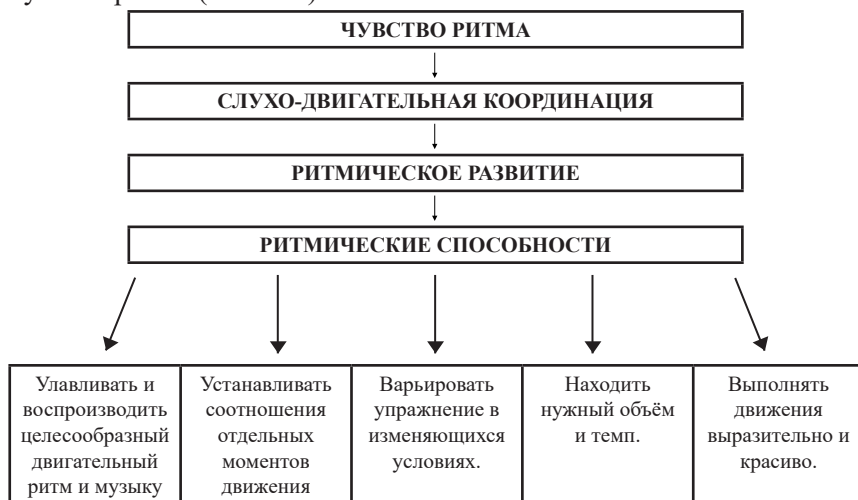 ЧУВСТВО РИТМА
СЛУХО-ДВИГАТЕЛЬНАЯ КООРДИНАЦИЯ
РИТМИЧЕСКОЕ РАЗВИТИЕ
РИТМИЧЕСКИЕ СПОСОБНОСТИ
Улавливать и
воспроизводить
целесообразный
двигательный
ритм и музыку
Устанавливать
соотношения
отдельных
моментов
движения
Варьировать
упражнение в
изменяющихся
условиях.
Находить
нужный объём
и темп.
Выполнять
движения
выразительно и
красиво.